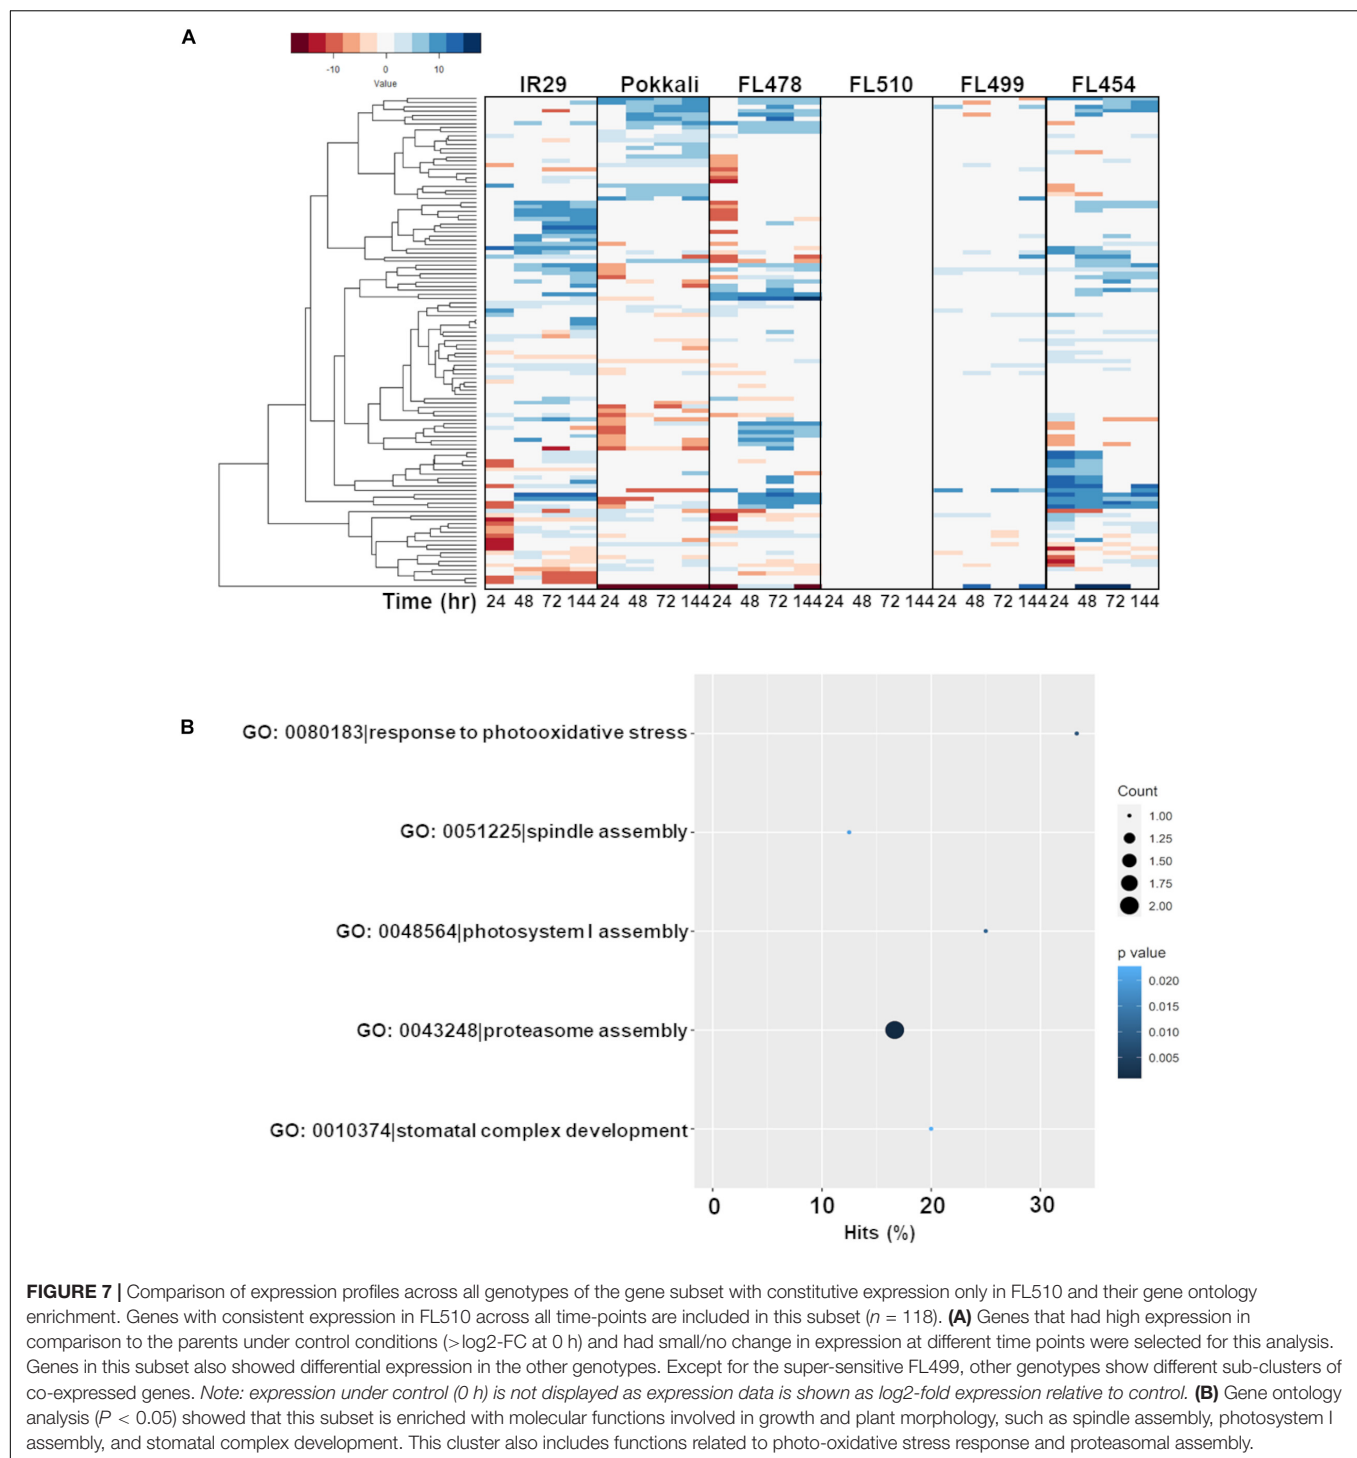 A
-10 0 10
Value
IR29 Pokkali FL478 FL510 FL499 FL454
Time (hr) 24 48 72 144 24 48 72 144 24 48 72 144 24 48 72 144 24 48 72 144 24 48 72 144
B
GO: 0080183|response to photooxidative stress
GO: 0051225|spindle assembly
GO: 0048564|photosystem I assembly
GO: 0043248|proteasome assembly
GO: 0010374|stomatal complex development
0 10 20 30
Hits (%)
Count
1.00
1.25
1.50
1.75
2.00
p value
0.020
0.015
0.010
0.005
FIGURE 7 | Comparison of expression profiles across all genotypes of the gene subset with constitutive expression only in FL510 and their gene ontology
enrichment. Genes with consistent expression in FL510 across all time-points are included in this subset (n = 118). (A) Genes that had high expression in
comparison to the parents under control conditions (>log2-FC at 0 h) and had small/no change in expression at different time points were selected for this analysis.
Genes in this subset also showed differential expression in the other genotypes. Except for the super-sensitive FL499, other genotypes show different sub-clusters of
co-expressed genes. Note: expression under control (0 h) is not displayed as expression data is shown as log2-fold expression relative to control. (B) Gene ontology
analysis (P < 0.05) showed that this subset is enriched with molecular functions involved in growth and plant morphology, such as spindle assembly, photosystem I
assembly, and stomatal complex development. This cluster also includes functions related to photo-oxidative stress response and proteasomal assembly.